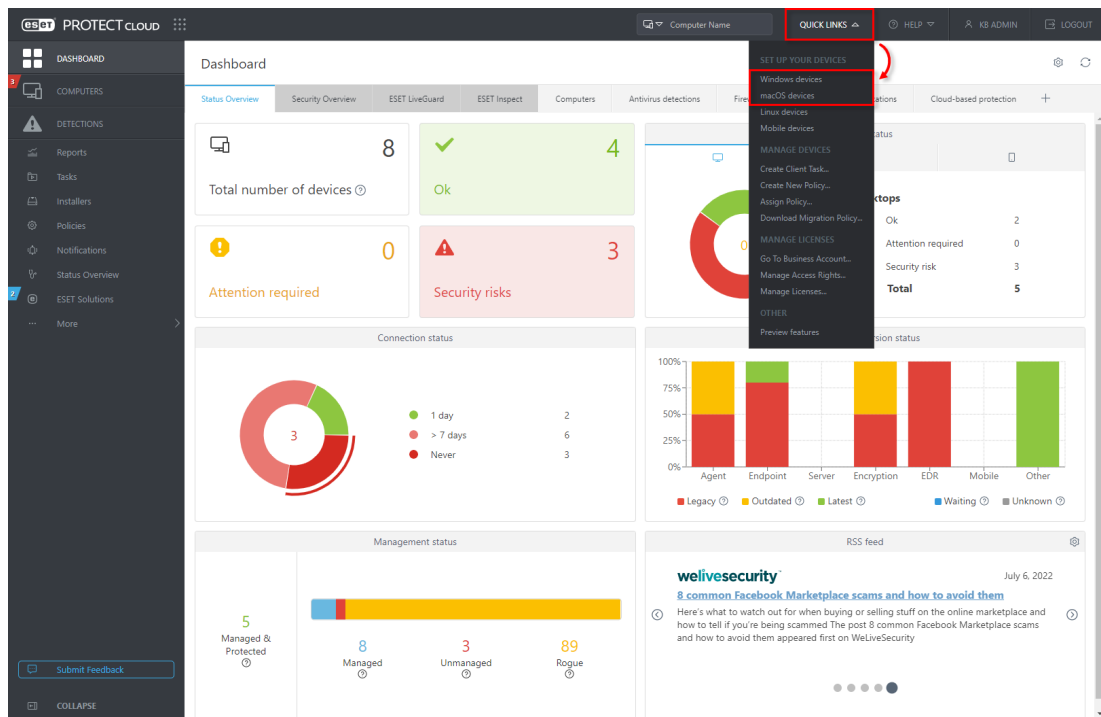 eset PROTECT CLOUD
Computer Name
QUICK LINKS
HELP
KB ADMIN
LOGOUT
DASHBOARD
3
COMPUTERS
DETECTIONS
Reports
Tasks
Installers
Policies
Notifications
Status Overview
2
ESET Solutions
More
Submit Feedback
COLLAPSE
Dashboard
SET UP YOUR DEVICES
Windows devices
macOS devices
Linux devices
Mobile devices
MANAGE DEVICES
Create Client Task...
Create New Policy...
Assign Policy...
Download Migration Policy...
MANAGE LICENSES
Go To Business Account...
Manage Access Rights...
Manage Licenses...
OTHER
Preview features
Status Overview
Security Overview
ESET LiveGuard
ESET Inspect
Computers
Antivirus detections
Fire
ations
Cloud-based protection
8
Total number of devices
4
Ok
0
Attention required
3
Security risks
atus
0
ktops
Ok 2
Attention required 0
Security risk 3
Total 5
Connection status
3
1 day 2
> 7 days 6
Never 3
rsion status
100%
75%
50%
25%
0%
Agent Endpoint Server Encryption EDR Mobile Other
Legacy Outdated Latest Waiting Unknown
Management status
5
Managed &
Protected
8
Managed
3
Unmanaged
89
Rogue
RSS feed
welivesecurity
July 6, 2022
8 common Facebook Marketplace scams and how to avoid them
Here's what to watch out for when buying or selling stuff on the online marketplace and
how to tell if you're being scammed The post 8 common Facebook Marketplace scams
and how to avoid them appeared first on WeLiveSecurity